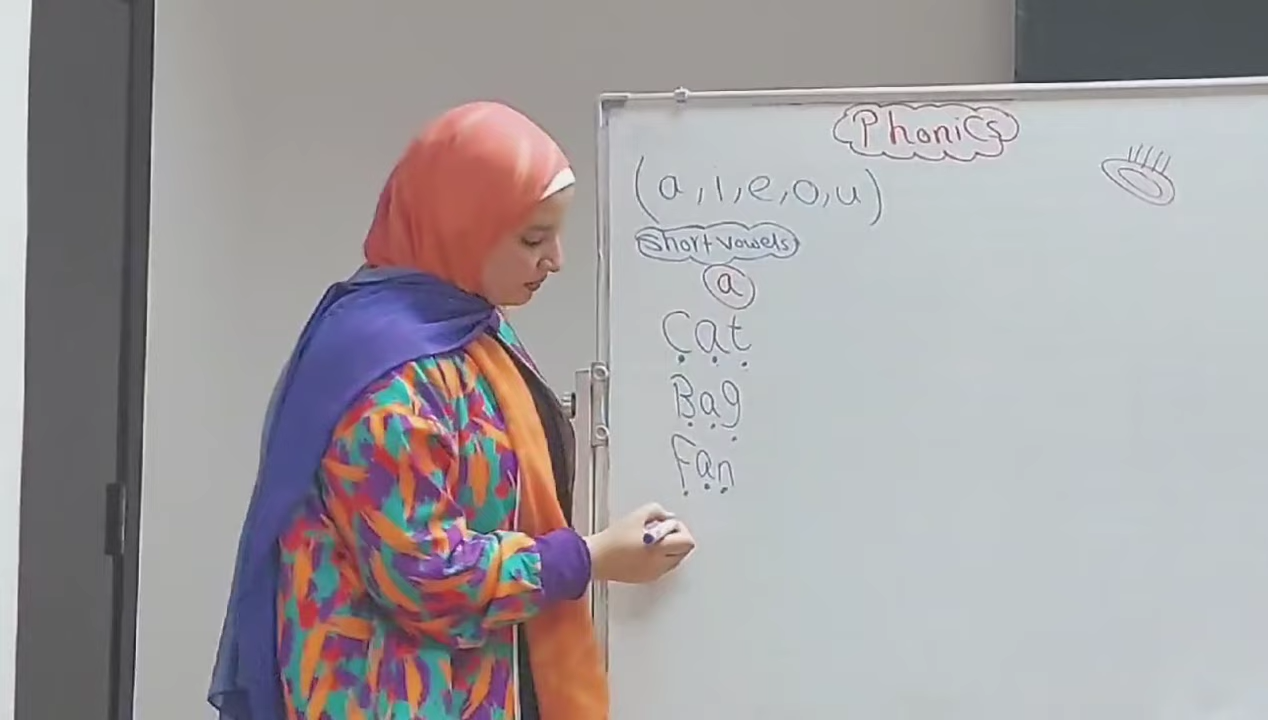 Phonics
(a, i, e, o, u)
Short vowels
a
Cat
Bag
Fan